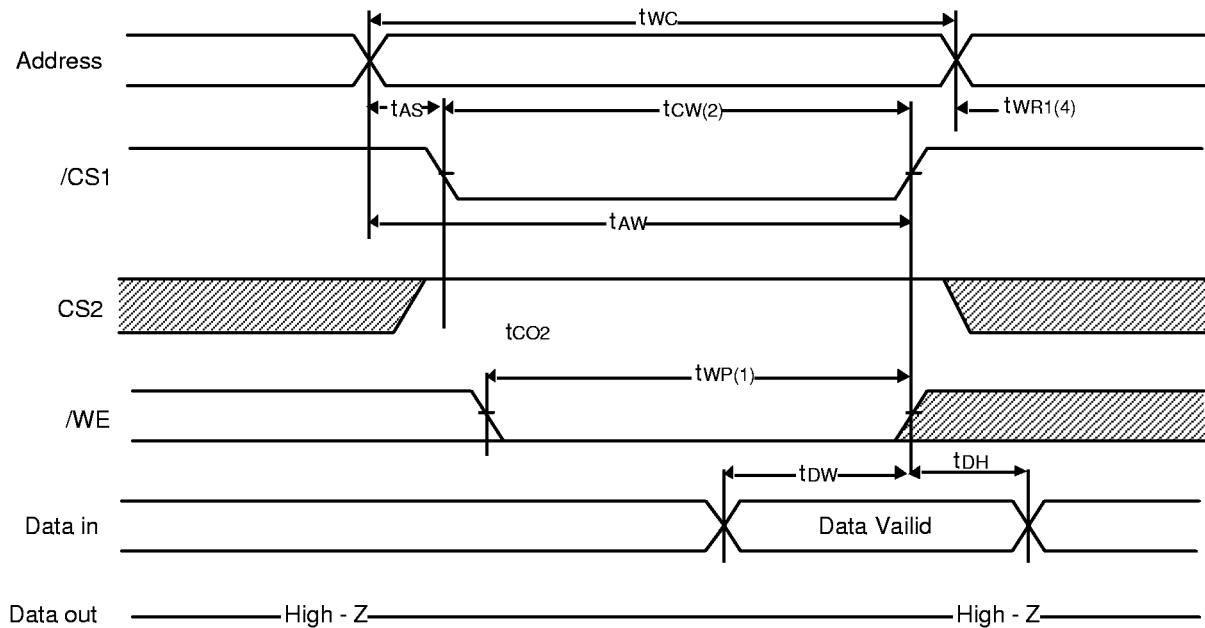 tWC
Address
tAS
tCW(2)
tWR1(4)
/CS1
tAW
CS2
tCO2
tWP(1)
/WE
tDW
tDH
Data in
Data Vailid
Data out
High - Z
High - Z